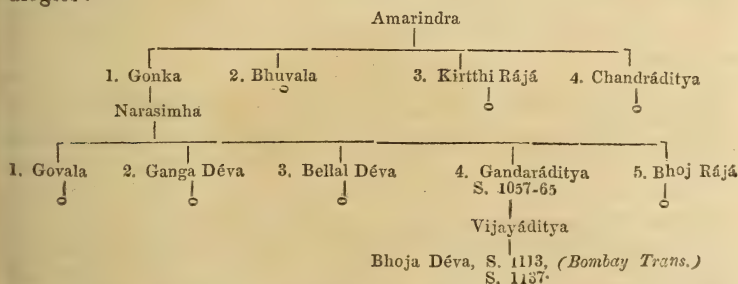 Amarindra
1. Gonka 2. Bhuvala 3. Kirtthi Rájá 4. Chandráditya
Narasimha
1. Govala 2. Ganga Déva 3. Bellal Déva 4. Gandaráditya 5. Bhoj Rájá
S. 1057-65
Vijayáditya
Bhoja Déva, S. 1113, (Bombay Trans.)
S. 1137·